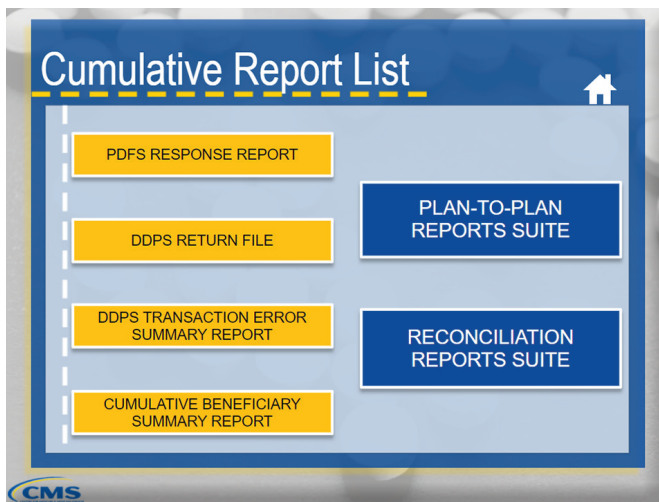 Cumulative Report List
PDFS RESPONSE REPORT
DDPS RETURN FILE
DDPS TRANSACTION ERROR
SUMMARY REPORT
CUMULATIVE BENEFICIARY
SUMMARY REPORT
PLAN-TO-PLAN
REPORTS SUITE
RECONCILIATION
REPORTS SUITE
CMS